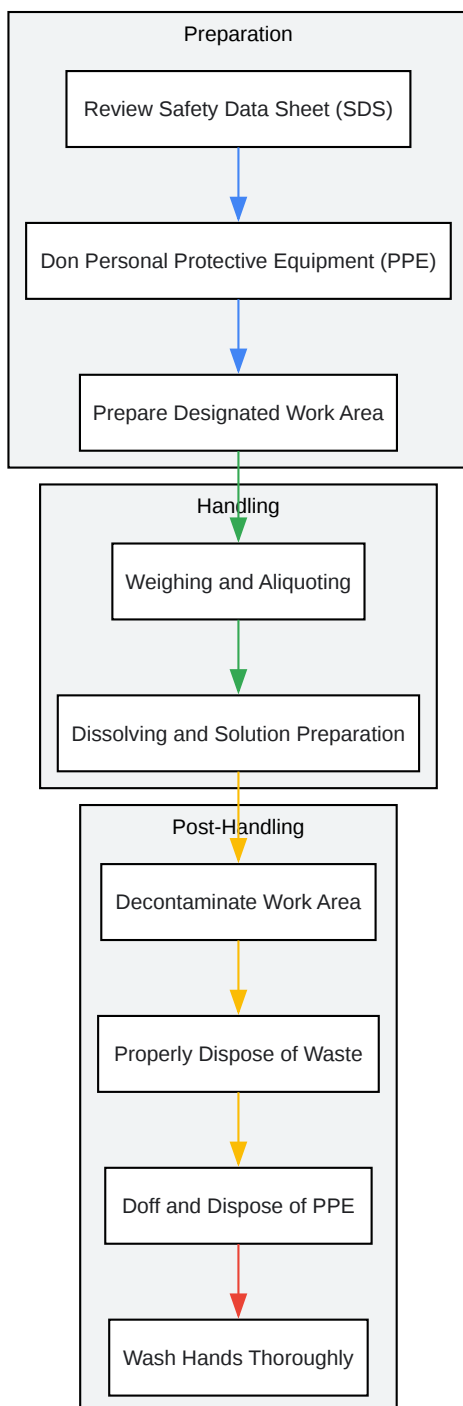 Preparation
Review Safety Data Sheet (SDS)
Don Personal Protective Equipment (PPE)
Prepare Designated Work Area
Handling
Weighing and Aliquoting
Dissolving and Solution Preparation
Post-Handling
Decontaminate Work Area
Properly Dispose of Waste
Doff and Dispose of PPE
Wash Hands Thoroughly